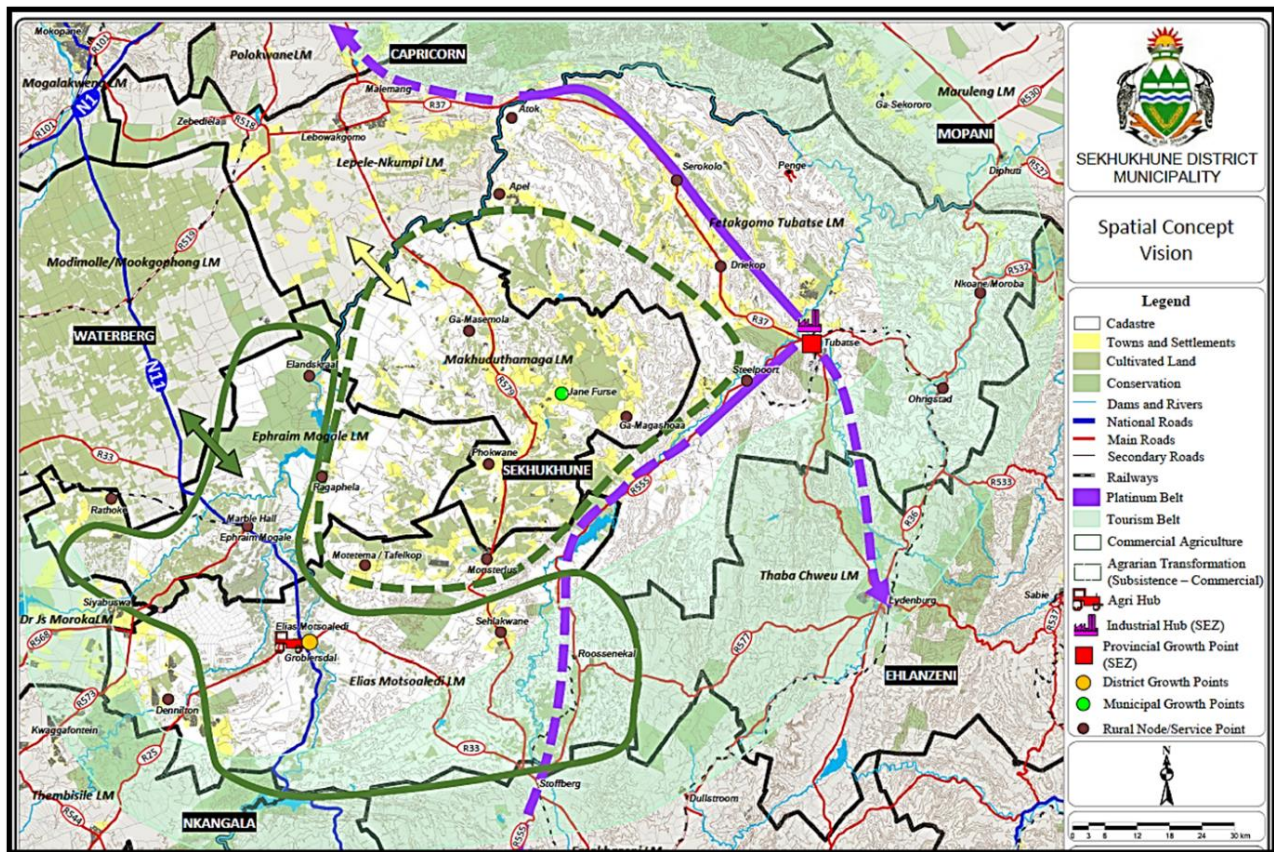 Mokopane
R101
PolokwaneLM
CAPRICORN
Mogalakwena LM
Malemang
R37
Atok
Ga-Sekororo
Maruleng LM
R530
N1
Zebediela
R518
R101
Lebowakgomo
MOPANI
Lepele-Nkumpi LM
Serokolo
Penge
Diphuti
R527
Apel
Fetakgomo Tubatse LM
R519
Modimolle/Mookgophong LM
Driekop
R532
Nkoane/Moroba
WATERBERG
Ga-Masemola
R37
Tubatse
Makhuduthamaga LM
N11
Elandskraal
R579
Steelpoort
Jane Furse
Ohrigstad
Ga-Magashoaa
Ephraim Mogale LM
R33
Phokwane
SEKHUKHUNE
Ragaphela
R555
R533
Rathoke
Marble Hall
Ephraim Mogale
R36
Motetema / Tafelkop
Monsterlus
Thaba Chweu LM
Siyabuswa
Lydenburg
Sabie
Dr Js MorokaLM
Elias Motsoaledi
Sehlakwane
R537
R568
Groblersdal
Roossenekal
R577
Elias Motsoaledi LM
EHLANZENI
R573
Dennilton
Kwaggafontein
R25
R33
Stoffberg
Thembisile LM
Dullstroom
NKANGALA
R544
R555
SEKHUKHUNE DISTRICT
MUNICIPALITY
Spatial Concept
Vision
Legend
Cadastre
Towns and Settlements
Cultivated Land
Conservation
Dams and Rivers
National Roads
Main Roads
Secondary Roads
Railways
Platinum Belt
Tourism Belt
Commercial Agriculture
Agrarian Transformation
(Subsistence – Commercial)
Agri Hub
Industrial Hub (SEZ)
Provincial Growth Point
(SEZ)
District Growth Points
Municipal Growth Points
Rural Node/Service Point
N
0 3 6 12 18 24 30 km